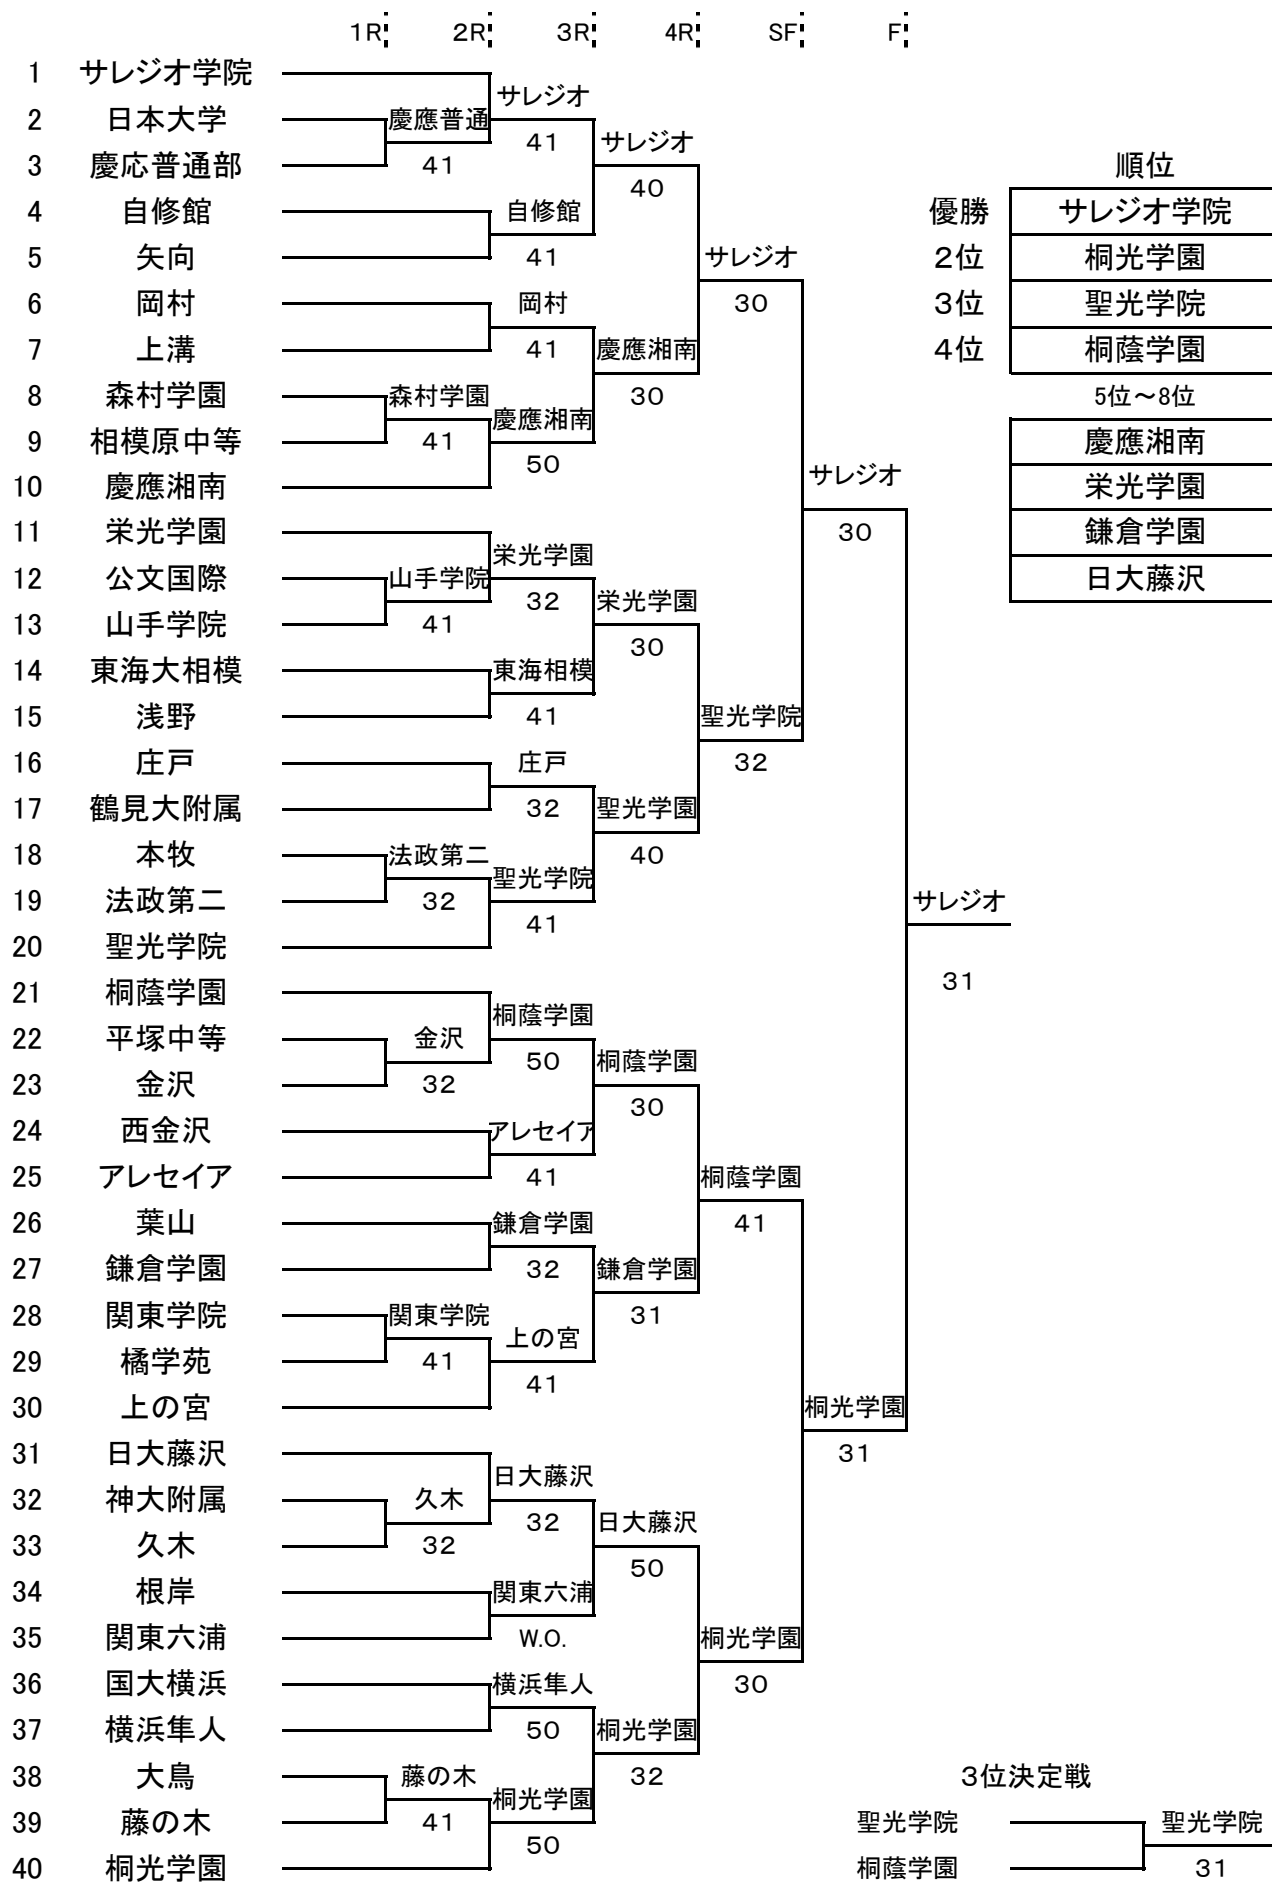 1R 2R 3R 4R SF F
1 サレジオ学院
サレジオ
2 日本大学 慶應普通
41 サレジオ
3 慶応普通部 41 順位
40
4 自修館 自修館 優勝 サレジオ学院
5 矢向 41 サレジオ 2位 桐光学園
6 岡村 岡村 30 3位 聖光学院
7 上溝 41 慶應湘南 4位 桐蔭学園
8 森村学園 森村学園 30 5位～8位
慶應湘南
9 相模原中等 41 慶應湘南
50 サレジオ
10 慶應湘南 栄光学園
11 栄光学園 30 鎌倉学園
栄光学園
12 公文国際 山手学院 日大藤沢
32 栄光学園
13 山手学院 41
30
14 東海大相模 東海相模
15 浅野 41 聖光学院
16 庄戸 庄戸 32
17 鶴見大附属 32 聖光学園
18 本牧 法政第二 40
聖光学院
19 法政第二 32 サレジオ
41
20 聖光学院
31
21 桐蔭学園
桐蔭学園
22 平塚中等 金沢
50 桐蔭学園
23 金沢 32
30
24 西金沢 アレセイア
25 アレセイア 41 桐蔭学園
26 葉山 鎌倉学園 41
27 鎌倉学園 32 鎌倉学園
28 関東学院 関東学院 31
上の宮
29 橘学苑 41
41
30 上の宮 桐光学園
31 日大藤沢 31
日大藤沢
32 神大附属 久木
32 日大藤沢
33 久木 32
50
34 根岸 関東六浦
35 関東六浦 W.O. 桐光学園
36 国大横浜 横浜隼人 30
37 横浜隼人 50 桐光学園
38 大鳥 藤の木 32 3位決定戦
桐光学園
39 藤の木 41 聖光学院 聖光学院
50
40 桐光学園 桐蔭学園 31